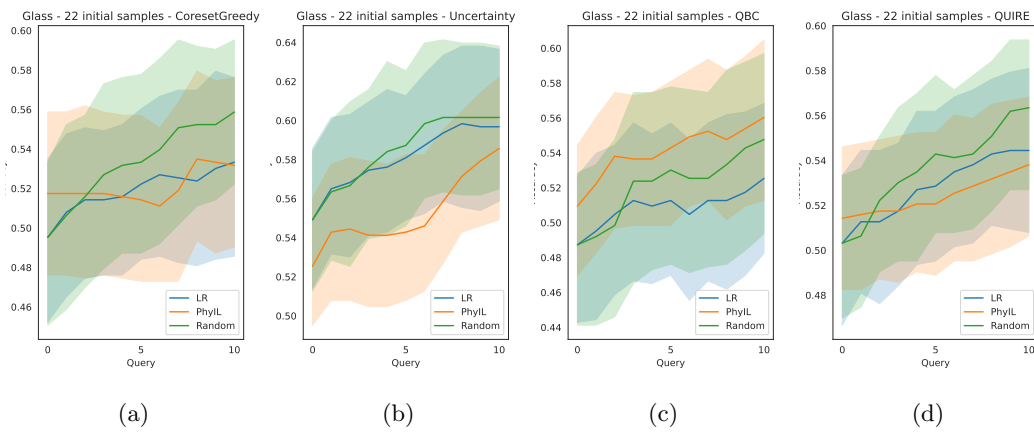 Glass - 22 initial samples - CoresetGreedy
0.60
0.58
0.56
0.54
0.52
0.50
0.48
0.46
0 5 10
Query
LR
PhyIL
Random
(a)
Glass - 22 initial samples - Uncertainty
0.64
0.62
0.60
0.58
0.56
0.54
0.52
0.50
0 5 10
Query
LR
PhyIL
Random
(b)
Glass - 22 initial samples - QBC
0.60
0.58
0.56
0.54
0.52
0.50
0.48
0.46
0.44
0 5 10
Query
LR
PhyIL
Random
(c)
Glass - 22 initial samples - QUIRE
0.60
0.58
0.56
0.54
0.52
0.50
0.48
0 5 10
Query
LR
PhyIL
Random
(d)